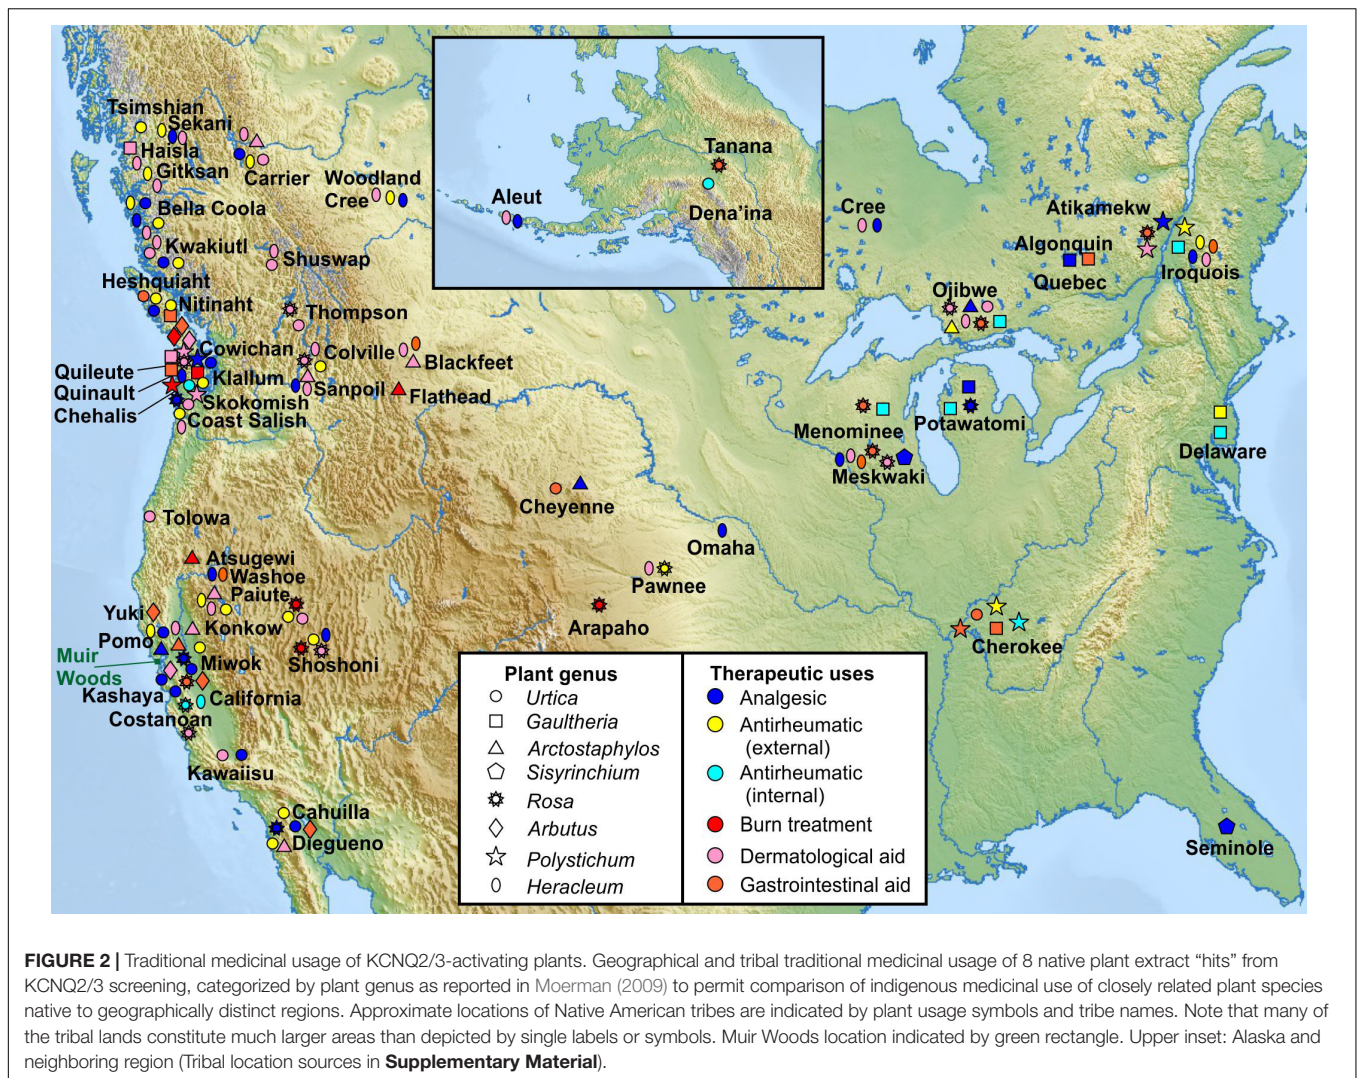 Tsimshian
Sekani
Haisla
Gitksan
Carrier
Woodland
Cree
Bella Coola
Kwakiutl
Shuswap
Heshquiaht
Nitinaht
Thompson
Cowichan
Colville
Blackfeet
Quileute
Quinault
Klallum
Sanpoil
Flathead
Chehalis
Skokomish
Coast Salish
Tolowa
Atsugewi
Washoe
Paiute
Yuki
Pomo
Konkow
Muir
Woods
Miwok
Shoshoni
Kashaya
California
Costanoan
Kawaiisu
Cahuilla
Diegueno
Aleut
Tanana
Dena'ina
Cree
Atikamekw
Algonquin
Quebec
Iroquois
Ojibwe
Menominee
Potawatomi
Meskwaki
Delaware
Cheyenne
Omaha
Pawnee
Arapaho
Cherokee
Seminole
Plant genus
Urtica
Gaultheria
Arctostaphylos
Sisyrinchium
Rosa
Arbutus
Polystichum
Heracleum
Therapeutic uses
Analgesic
Antirheumatic
(external)
Antirheumatic
(internal)
Burn treatment
Dermatological aid
Gastrointestinal aid
FIGURE 2 | Traditional medicinal usage of KCNQ2/3-activating plants. Geographical and tribal traditional medicinal usage of 8 native plant extract “hits” from
KCNQ2/3 screening, categorized by plant genus as reported in Moerman (2009) to permit comparison of indigenous medicinal use of closely related plant species
native to geographically distinct regions. Approximate locations of Native American tribes are indicated by plant usage symbols and tribe names. Note that many of
the tribal lands constitute much larger areas than depicted by single labels or symbols. Muir Woods location indicated by green rectangle. Upper inset: Alaska and
neighboring region (Tribal location sources in Supplementary Material).